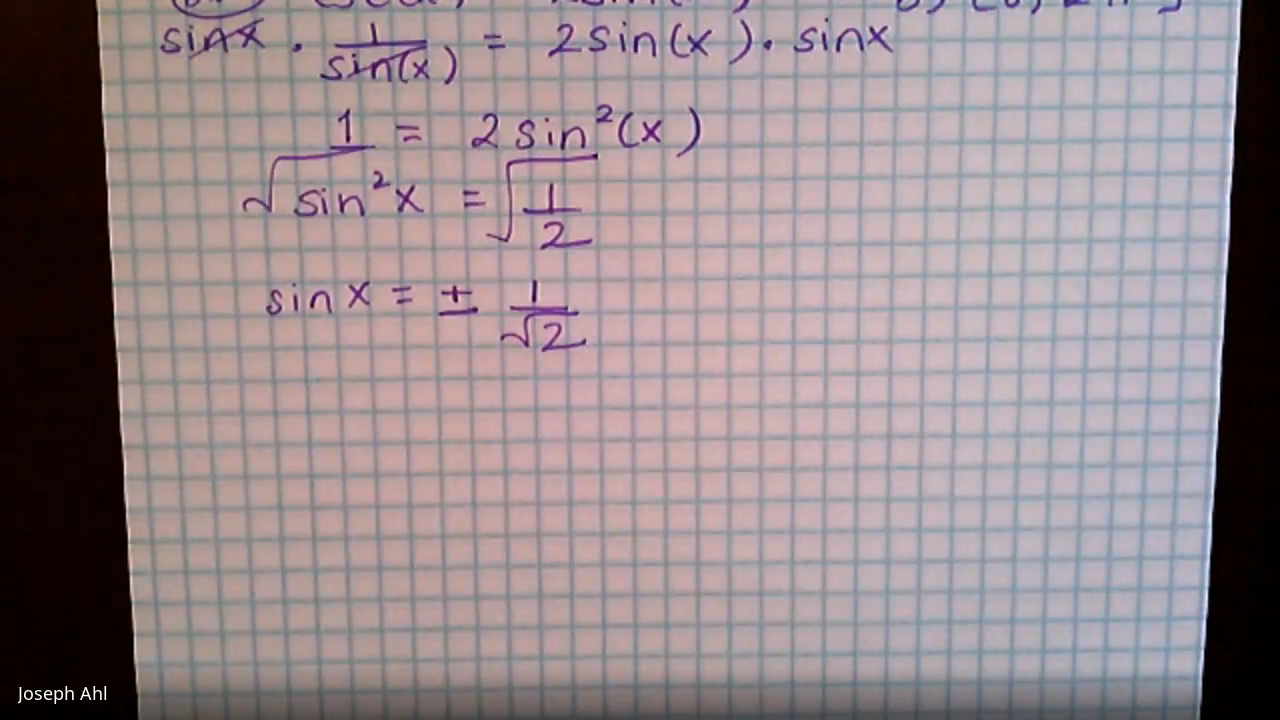 sinx · 1/sin(x) = 2sin(x) · sinx
1 = 2sin²(x)
√sin²x = √1/2
sinx = ± 1/√2
Joseph Ahl